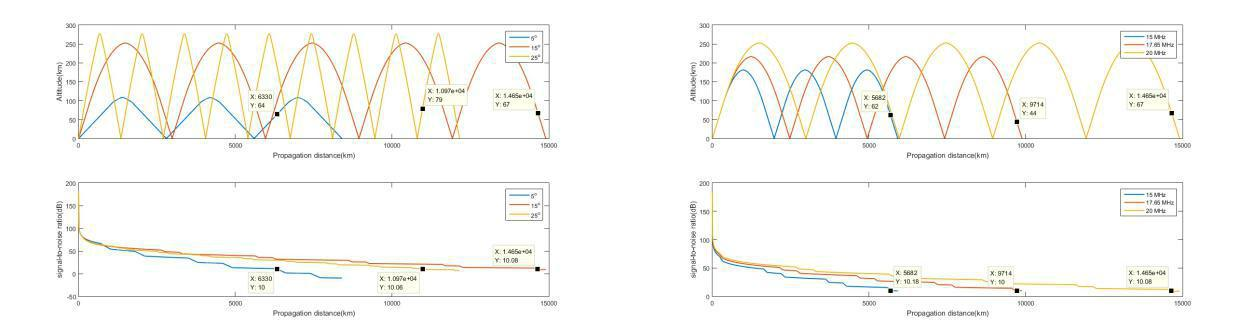 300
250
200
150
100
50
0
Altitude(km)
5°
15°
25°
X: 6330
Y: 64
X: 1.097e+04
Y: 79
X: 1.465e+04
Y: 67
0 5000 10000 15000
Propagation distance(km)
300
250
200
150
100
50
0
Altitude(km)
15 MHz
17.65 MHz
20 MHz
X: 5682
Y: 62
X: 9714
Y: 44
X: 1.465e+04
Y: 67
0 5000 10000 15000
Propagation distance(km)
200
150
100
50
0
-50
signal-to-noise ratio(dB)
5°
15°
25°
X: 6330
Y: 10
X: 1.097e+04
Y: 10.06
X: 1.465e+04
Y: 10.08
0 5000 10000 15000
Propagation distance(km)
200
150
100
50
0
signal-to-noise ratio(dB)
15 MHz
17.65 MHz
20 MHz
X: 5682
Y: 10.18
X: 9714
Y: 10
X: 1.465e+04
Y: 10.08
0 5000 10000 15000
Propagation distance(km)